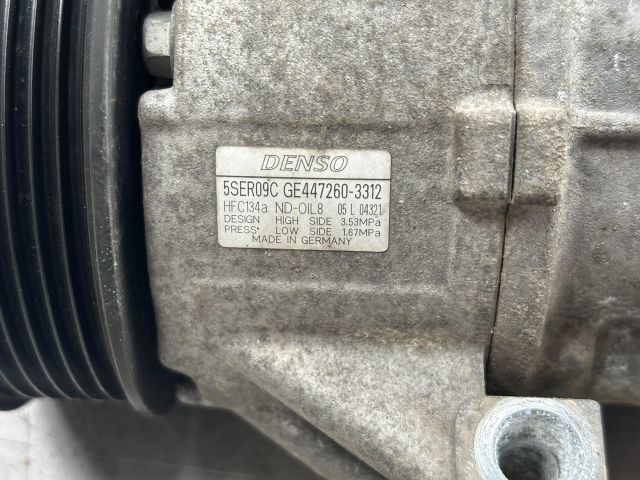 DENSO
5SER09C GE447260-3312
HFC134a ND-OIL8 05 L 04321
DESIGN HIGH SIDE 3.53MPa
PRESS• LOW SIDE 1.67MPa
MADE IN GERMANY